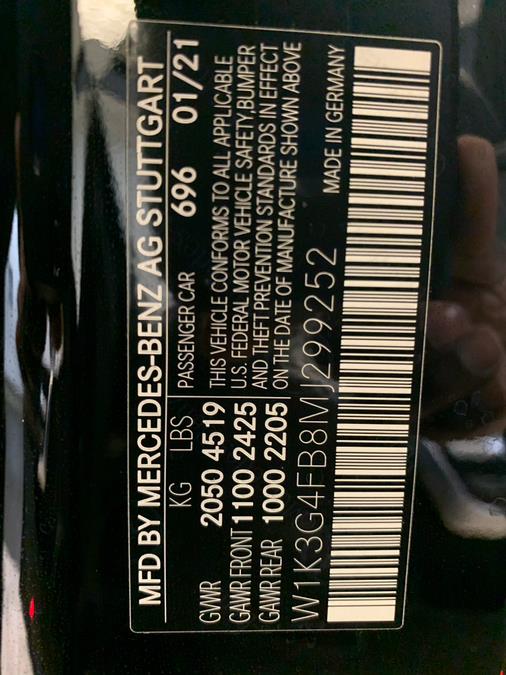 MFD BY MERCEDES-BENZ AG STUTTGART
KG LBS PASSENGER CAR 696 01/21
GVWR 2050 4519 THIS VEHICLE CONFORMS TO ALL APPLICABLE
U.S. FEDERAL MOTOR VEHICLE SAFETY,BUMPER
GAWR FRONT 1100 2425 AND THEFT PREVENTION STANDARDS IN EFFECT
GAWR REAR 1000 2205 ON THE DATE OF MANUFACTURE SHOWN ABOVE
W1K3G4FB8MJ299252 MADE IN GERMANY